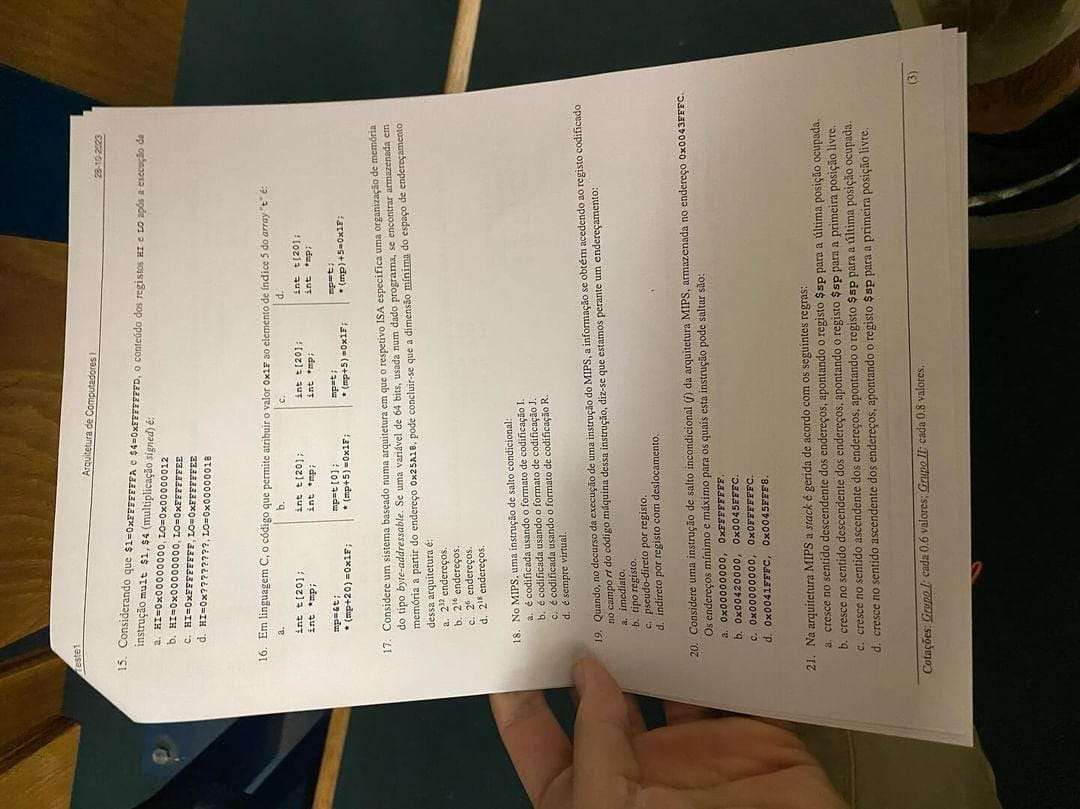 Teste1 Arquitetura de Computadores I 28-10-2023
15. Considerando que $1=0xFFFFFFFA e $4=0xFFFFFFFD, o conteúdo dos registos HI e LO após a execução da
instrução mult $1,$4 (multiplicação signed) é:
a. HI=0x00000000, LO=0x00000012
b. HI=0x00000000, LO=0xFFFFFFEE
c. HI=0xFFFFFFFF, LO=0xFFFFFFEE
d. HI=0x????????, LO=0x00000018
16. Em linguagem C, o código que permite atribuir o valor 0x1F ao elemento de índice 5 do array "t" é:
a. b. c. d.
int t[20]; int t[20]; int t[20]; int t[20];
int *mp; int *mp; int *mp; int *mp;
mp=&t; mp=t[0]; mp=t; mp=t;
*(mp+20)=0x1F; *(mp+5)=0x1F; *(mp+5)=0x1F; *(mp)+5=0x1F;
17. Considere um sistema baseado numa arquitetura em que o respetivo ISA especifica uma organização de memória
do tipo byte-addressable. Se uma variável de 64 bits, usada num dado programa, se encontrar armazenada em
memória a partir do endereço 0x25A18, pode concluir-se que a dimensão mínima do espaço de endereçamento
dessa arquitetura é:
a. 2³² endereços.
b. 2¹⁶ endereços.
c. 2⁶ endereços.
d. 2¹⁸ endereços.
18. No MIPS, uma instrução de salto condicional:
a. é codificada usando o formato de codificação I.
b. é codificada usando o formato de codificação J.
c. é codificada usando o formato de codificação R.
d. é sempre virtual.
19. Quando, no decurso da execução de uma instrução do MIPS, a informação se obtém acedendo ao registo codificado
no campo rt do código máquina dessa instrução, diz-se que estamos perante um endereçamento:
a. imediato.
b. tipo registo.
c. pseudo-direto por registo.
d. indireto por registo com deslocamento.
20. Considere uma instrução de salto incondicional (j) da arquitetura MIPS, armazenada no endereço 0x0043FFFC.
Os endereços mínimo e máximo para os quais esta instrução pode saltar são:
a. 0x00000000, 0xFFFFFFFF.
b. 0x00420000, 0x0045FFFC.
c. 0x00000000, 0x0FFFFFFC.
d. 0x0041FFFC, 0x0045FFF8.
21. Na arquitetura MIPS a stack é gerida de acordo com os seguintes regras:
a. cresce no sentido descendente dos endereços, apontando o registo $sp para a última posição ocupada.
b. cresce no sentido descendente dos endereços, apontando o registo $sp para a primeira posição livre.
c. cresce no sentido ascendente dos endereços, apontando o registo $sp para a última posição ocupada.
d. cresce no sentido ascendente dos endereços, apontando o registo $sp para a primeira posição livre.
Cotações: Grupo I: cada 0.6 valores; Grupo II: cada 0.8 valores. (3)